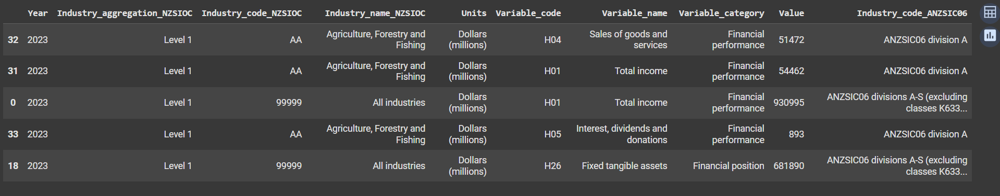 Year Industry_aggregation_NZSIOC Industry_code_NZSIOC Industry_name_NZSIOC Units Variable_code Variable_name Variable_category Value Industry_code_ANZSIC06
32 2023 Level 1 AA Agriculture, Forestry and Fishing Dollars (millions) H04 Sales of goods and services Financial performance 51472 ANZSIC06 division A
31 2023 Level 1 AA Agriculture, Forestry and Fishing Dollars (millions) H01 Total income Financial performance 54462 ANZSIC06 division A
0 2023 Level 1 99999 All industries Dollars (millions) H01 Total income Financial performance 930995 ANZSIC06 divisions A-S (excluding classes K633...
33 2023 Level 1 AA Agriculture, Forestry and Fishing Dollars (millions) H05 Interest, dividends and donations Financial performance 893 ANZSIC06 division A
18 2023 Level 1 99999 All industries Dollars (millions) H26 Fixed tangible assets Financial position 681890 ANZSIC06 divisions A-S (excluding classes K633...